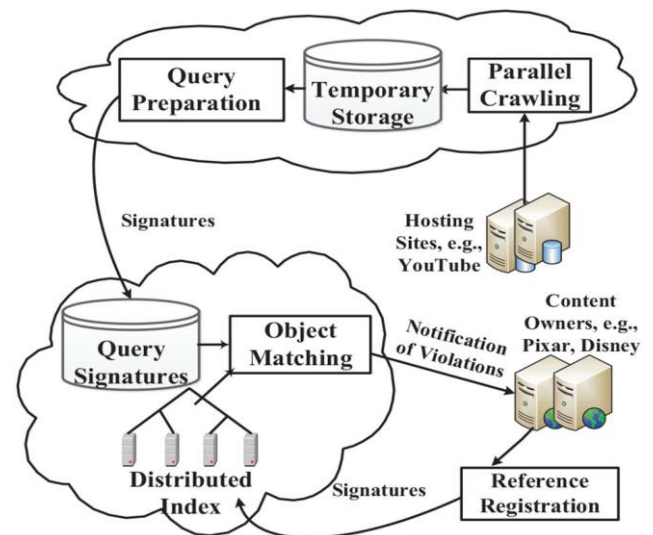 Query
Preparation
Temporary
Storage
Parallel
Crawling
Signatures
Hosting
Sites, e.g.,
YouTube
Query
Signatures
Object
Matching
Notification
of Violations
Content
Owners, e.g.,
Pixar, Disney
Distributed
Index
Signatures
Reference
Registration